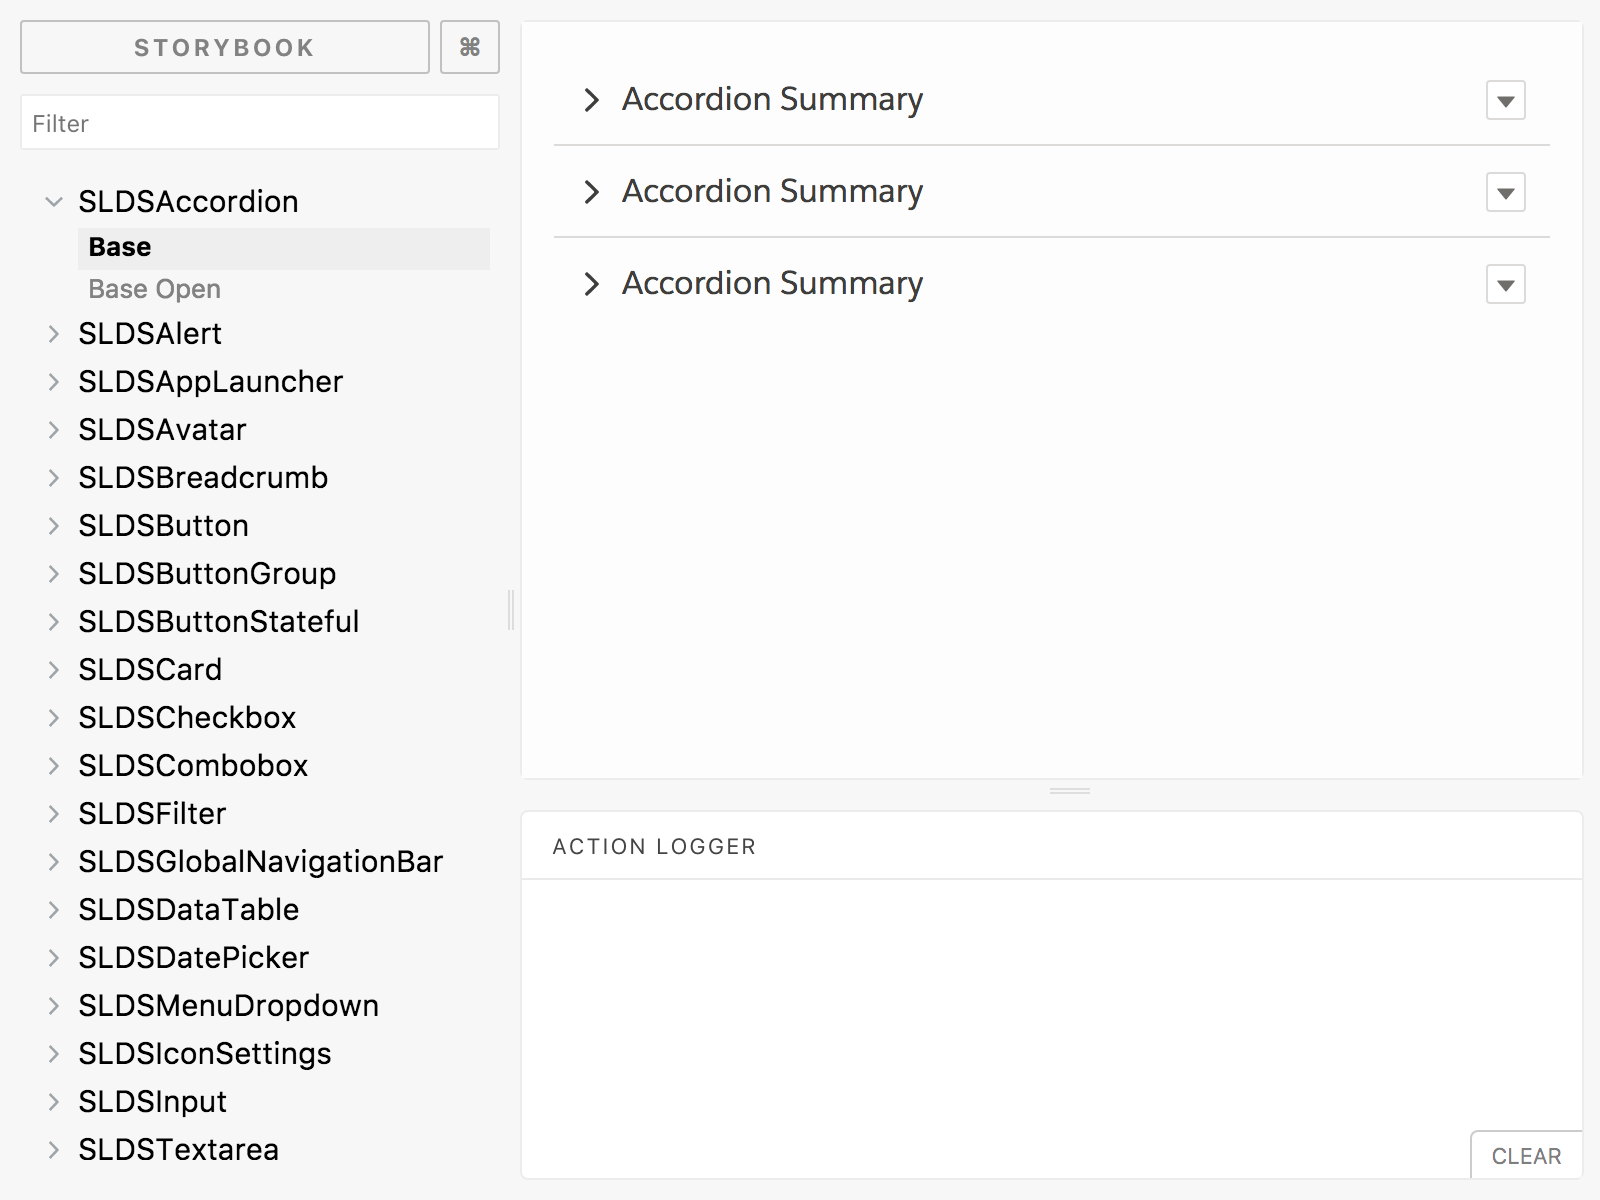 STORYBOOK
⌘
Filter
SLDSAccordion
Base
Base Open
SLDSAlert
SLDSAppLauncher
SLDSAvatar
SLDSBreadcrumb
SLDSButton
SLDSButtonGroup
SLDSButtonStateful
SLDSCard
SLDSCheckbox
SLDSCombobox
SLDSFilter
SLDSGlobalNavigationBar
SLDSDataTable
SLDSDatePicker
SLDSMenuDropdown
SLDSIconSettings
SLDSInput
SLDSTextarea
Accordion Summary
Accordion Summary
Accordion Summary
ACTION LOGGER
CLEAR